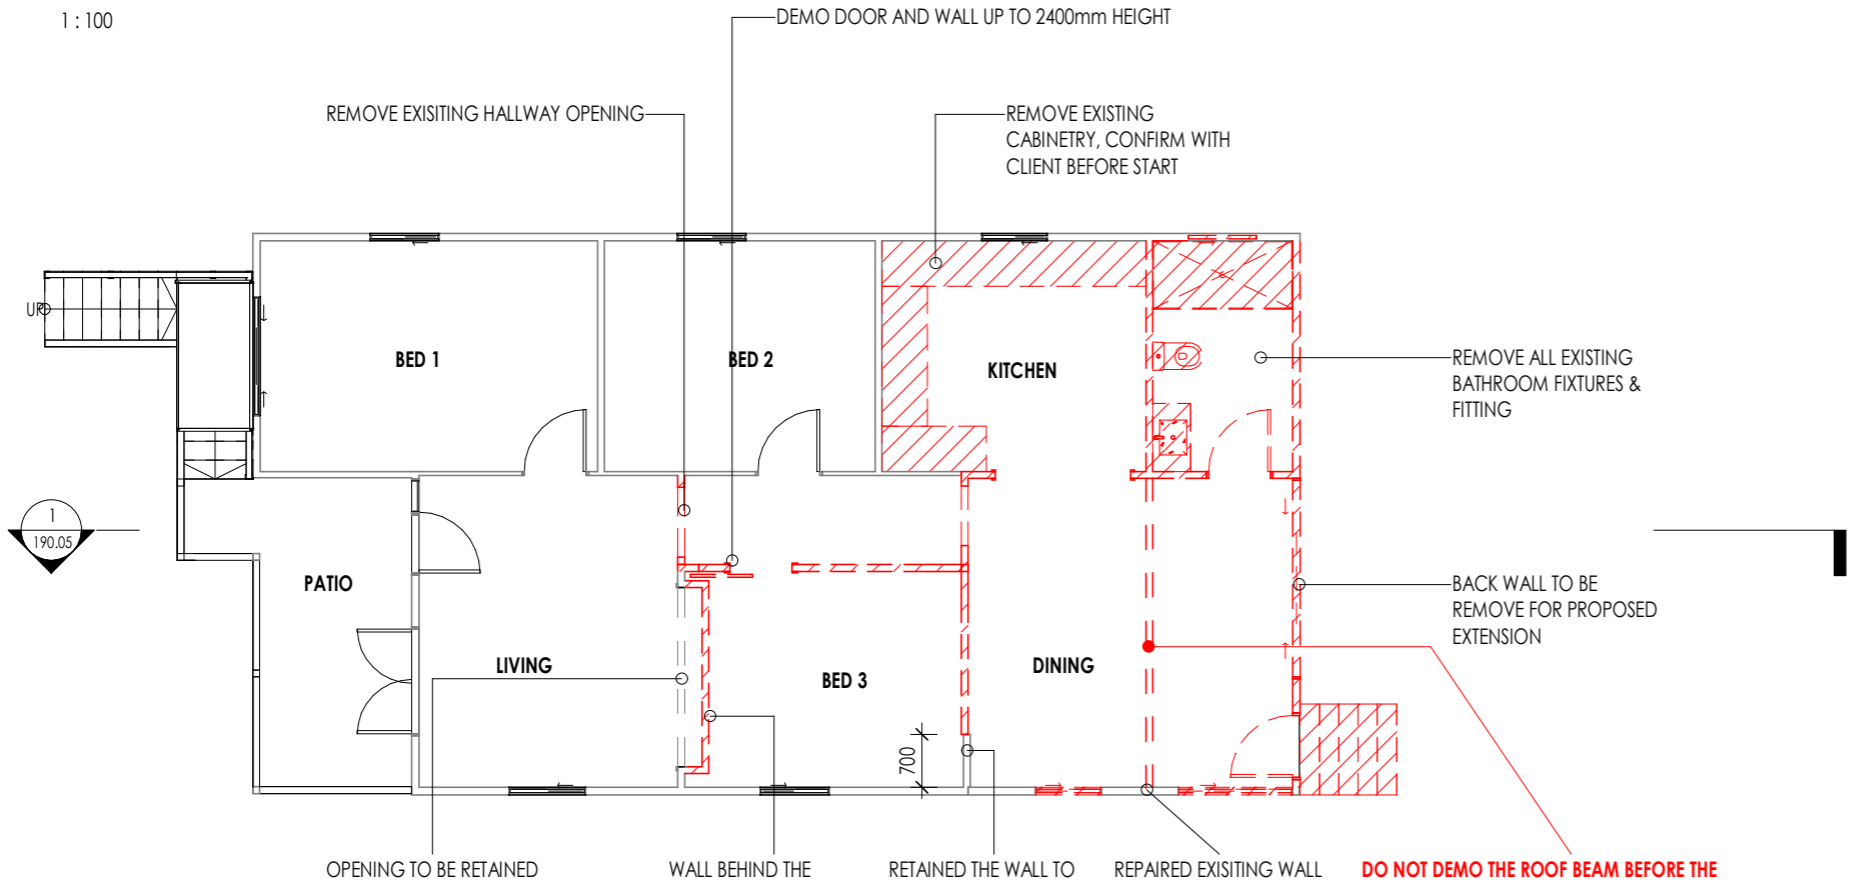 1 : 100
DEMO DOOR AND WALL UP TO 2400mm HEIGHT
REMOVE EXISITING HALLWAY OPENING
REMOVE EXISTING
CABINETRY, CONFIRM WITH
CLIENT BEFORE START
UP
BED 1
BED 2
KITCHEN
REMOVE ALL EXISTING
BATHROOM FIXTURES &
FITTING
1
190.05
PATIO
LIVING
BED 3
DINING
BACK WALL TO BE
REMOVE FOR PROPOSED
EXTENSION
700
OPENING TO BE RETAINED
WALL BEHIND THE
RETAINED THE WALL TO
REPAIRED EXISITING WALL
DO NOT DEMO THE ROOF BEAM BEFORE THE